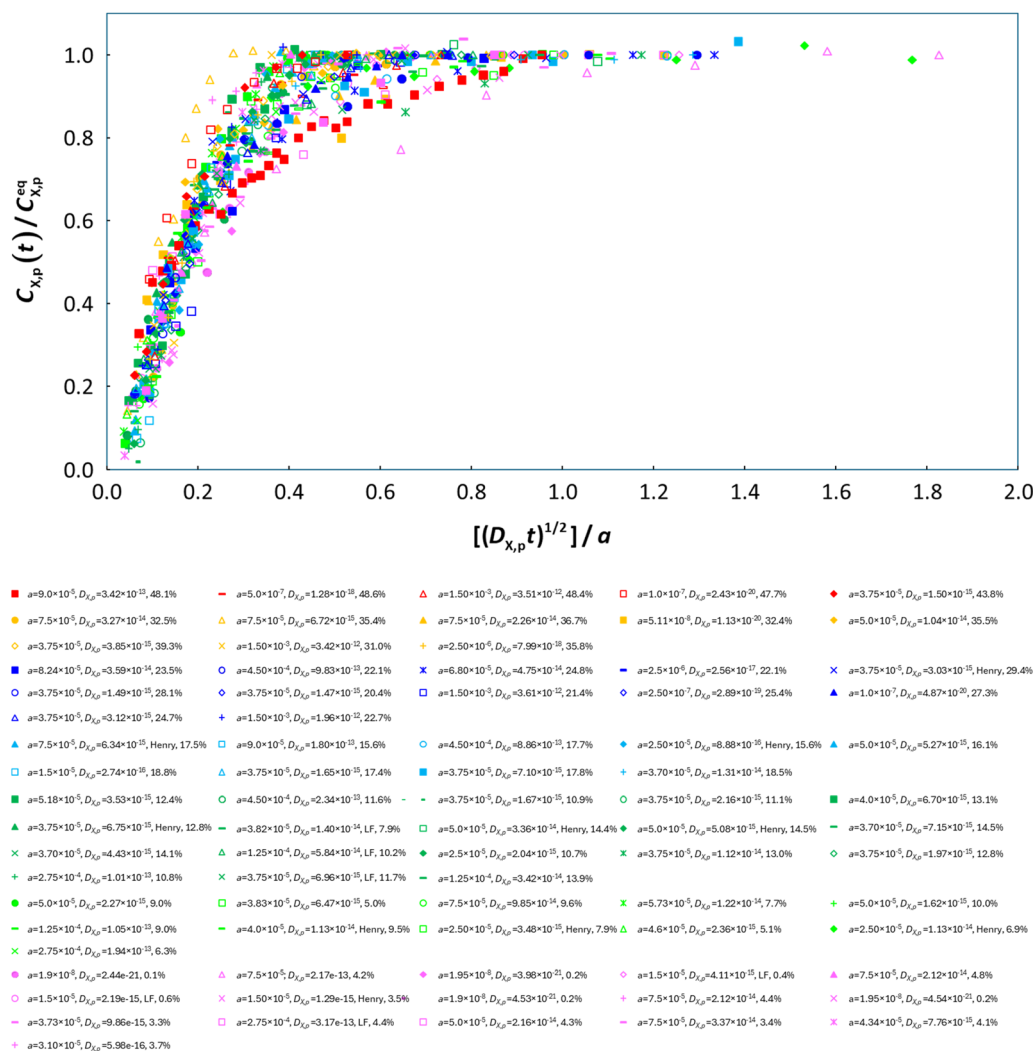 1.0
0.8
0.6
0.4
0.2
0.0
C_X,p(t) / C_X,p^eq
0.0 0.2 0.4 0.6 0.8 1.0 1.2 1.4 1.6 1.8 2.0
[(D_X,p t)^1/2] / a
a=9.0×10⁻⁵, D_X,p=3.42×10⁻¹³, 48.1% a=5.0×10⁻⁷, D_X,p=1.28×10⁻¹⁸, 48.6% a=1.50×10⁻³, D_X,p=3.51×10⁻¹², 48.4% a=1.0×10⁻⁷, D_X,p=2.43×10⁻²⁰, 47.7% a=3.75×10⁻⁵, D_X,p=1.50×10⁻¹⁵, 43.8%
a=7.5×10⁻⁵, D_X,p=3.27×10⁻¹⁴, 32.5% a=7.5×10⁻⁵, D_X,p=6.72×10⁻¹⁵, 35.4% a=7.5×10⁻⁵, D_X,p=2.26×10⁻¹⁴, 36.7% a=5.11×10⁻⁸, D_X,p=1.13×10⁻²⁰, 32.4% a=5.0×10⁻⁵, D_X,p=1.04×10⁻¹⁴, 35.5%
a=3.75×10⁻⁵, D_X,p=3.85×10⁻¹⁵, 39.3% a=1.50×10⁻³, D_X,p=3.42×10⁻¹², 31.0% a=2.50×10⁻⁶, D_X,p=7.99×10⁻¹⁸, 35.8%
a=8.24×10⁻⁵, D_X,p=3.59×10⁻¹⁴, 23.5% a=4.50×10⁻⁴, D_X,p=9.83×10⁻¹³, 22.1% a=6.80×10⁻⁵, D_X,p=4.75×10⁻¹⁴, 24.8% a=2.5×10⁻⁶, D_X,p=2.56×10⁻¹⁷, 22.1% a=3.75×10⁻⁵, D_X,p=3.03×10⁻¹⁵, Henry, 29.4%
a=3.75×10⁻⁵, D_X,p=1.49×10⁻¹⁵, 28.1% a=3.75×10⁻⁵, D_X,p=1.47×10⁻¹⁵, 20.4% a=1.50×10⁻³, D_X,p=3.61×10⁻¹², 21.4% a=2.50×10⁻⁷, D_X,p=2.89×10⁻¹⁹, 25.4% a=1.0×10⁻⁷, D_X,p=4.87×10⁻²⁰, 27.3%
a=3.75×10⁻⁵, D_X,p=3.12×10⁻¹⁵, 24.7% a=1.50×10⁻³, D_X,p=1.96×10⁻¹², 22.7%
a=7.5×10⁻⁵, D_X,p=6.34×10⁻¹⁵, Henry, 17.5% a=9.0×10⁻⁵, D_X,p=1.80×10⁻¹³, 15.6% a=4.50×10⁻⁴, D_X,p=8.86×10⁻¹³, 17.7% a=2.50×10⁻⁵, D_X,p=8.88×10⁻¹⁶, Henry, 15.6% a=5.0×10⁻⁵, D_X,p=5.27×10⁻¹⁵, 16.1%
a=1.5×10⁻⁵, D_X,p=2.74×10⁻¹⁶, 18.8% a=3.75×10⁻⁵, D_X,p=1.65×10⁻¹⁵, 17.4% a=3.75×10⁻⁵, D_X,p=7.10×10⁻¹⁵, 17.8% a=3.70×10⁻⁵, D_X,p=1.31×10⁻¹⁴, 18.5%
a=5.18×10⁻⁵, D_X,p=3.53×10⁻¹⁵, 12.4% a=4.50×10⁻⁴, D_X,p=2.34×10⁻¹³, 11.6% a=3.75×10⁻⁵, D_X,p=1.67×10⁻¹⁵, 10.9% a=3.75×10⁻⁵, D_X,p=2.16×10⁻¹⁵, 11.1% a=4.0×10⁻⁵, D_X,p=6.70×10⁻¹⁵, 13.1%
a=3.75×10⁻⁵, D_X,p=6.75×10⁻¹⁵, Henry, 12.8% a=3.82×10⁻⁵, D_X,p=1.40×10⁻¹⁴, LF, 7.9% a=5.0×10⁻⁵, D_X,p=3.36×10⁻¹⁴, Henry, 14.4% a=5.0×10⁻⁵, D_X,p=5.08×10⁻¹⁵, Henry, 14.5% a=3.70×10⁻⁵, D_X,p=7.15×10⁻¹⁵, 14.5%
a=3.70×10⁻⁵, D_X,p=4.43×10⁻¹⁵, 14.1% a=1.25×10⁻⁴, D_X,p=5.84×10⁻¹⁴, LF, 10.2% a=2.5×10⁻⁵, D_X,p=2.04×10⁻¹⁵, 10.7% a=3.75×10⁻⁵, D_X,p=1.12×10⁻¹⁴, 13.0% a=3.75×10⁻⁵, D_X,p=1.97×10⁻¹⁵, 12.8%
a=2.75×10⁻⁴, D_X,p=1.01×10⁻¹³, 10.8% a=3.75×10⁻⁵, D_X,p=6.96×10⁻¹⁵, LF, 11.7% a=1.25×10⁻⁴, D_X,p=3.42×10⁻¹⁴, 13.9%
a=5.0×10⁻⁵, D_X,p=2.27×10⁻¹⁵, 9.0% a=3.83×10⁻⁵, D_X,p=6.47×10⁻¹⁵, 5.0% a=7.5×10⁻⁵, D_X,p=9.85×10⁻¹⁴, 9.6% a=5.73×10⁻⁵, D_X,p=1.22×10⁻¹⁴, 7.7% a=5.0×10⁻⁵, D_X,p=1.62×10⁻¹⁵, 10.0%
a=1.25×10⁻⁴, D_X,p=1.05×10⁻¹³, 9.0% a=4.0×10⁻⁵, D_X,p=1.13×10⁻¹⁴, Henry, 9.5% a=2.50×10⁻⁵, D_X,p=3.48×10⁻¹⁵, Henry, 7.9% a=4.6×10⁻⁵, D_X,p=2.36×10⁻¹⁵, 5.1% a=2.50×10⁻⁵, D_X,p=1.13×10⁻¹⁴, Henry, 6.9%
a=2.75×10⁻⁴, D_X,p=1.94×10⁻¹³, 6.3%
a=1.9×10⁻⁸, D_X,p=2.44e-21, 0.1% a=7.5×10⁻⁵, D_X,p=2.17e-13, 4.2% a=1.95×10⁻⁸, D_X,p=3.98×10⁻²¹, 0.2% a=1.5×10⁻⁵, D_X,p=4.11×10⁻¹⁵, LF, 0.4% a=7.5×10⁻⁵, D_X,p=2.12×10⁻¹⁴, 4.8%
a=1.5×10⁻⁵, D_X,p=2.19e-15, LF, 0.6% a=1.50×10⁻⁵, D_X,p=1.29e-15, Henry, 3.5% a=1.9×10⁻⁸, D_X,p=4.53×10⁻²¹, 0.2% a=7.5×10⁻⁵, D_X,p=2.12×10⁻¹⁴, 4.4% a=1.95×10⁻⁸, D_X,p=4.54×10⁻²¹, 0.2%
a=3.73×10⁻⁵, D_X,p=9.86e-15, 3.3% a=2.75×10⁻⁴, D_X,p=3.17e-13, LF, 4.4% a=5.0×10⁻⁵, D_X,p=2.16×10⁻¹⁴, 4.3% a=7.5×10⁻⁵, D_X,p=3.37×10⁻¹⁴, 3.4% a=4.34×10⁻⁵, D_X,p=7.76×10⁻¹⁵, 4.1%
a=3.10×10⁻⁵, D_X,p=5.98e-16, 3.7%